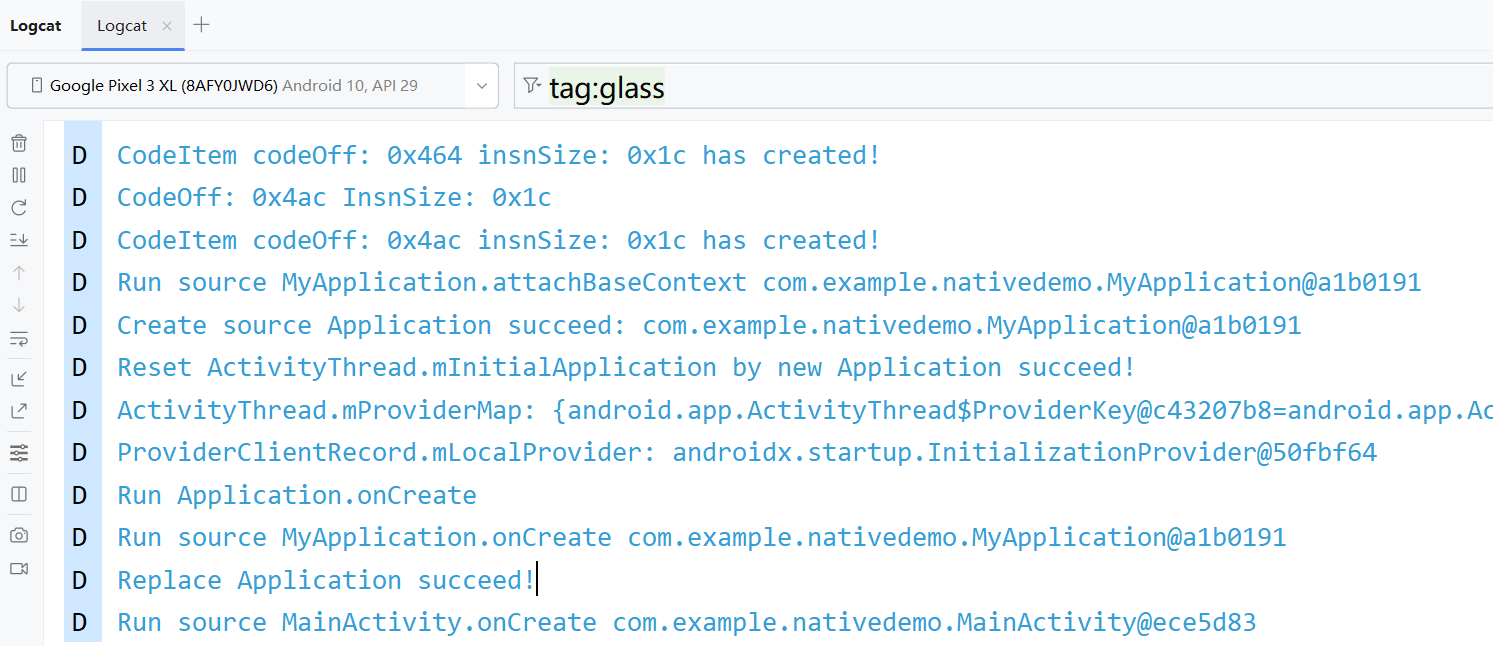 Logcat Logcat
Google Pixel 3 XL (8AFY0JWD6) Android 10, API 29 tag:glass
D CodeItem codeOff: 0x464 insnSize: 0x1c has created!
D CodeOff: 0x4ac InsnSize: 0x1c
D CodeItem codeOff: 0x4ac insnSize: 0x1c has created!
D Run source MyApplication.attachBaseContext com.example.nativedemo.MyApplication@a1b0191
D Create source Application succeed: com.example.nativedemo.MyApplication@a1b0191
D Reset ActivityThread.mInitialApplication by new Application succeed!
D ActivityThread.mProviderMap: {android.app.ActivityThread$ProviderKey@c43207b8=android.app.Ac
D ProviderClientRecord.mLocalProvider: androidx.startup.InitializationProvider@50fbf64
D Run Application.onCreate
D Run source MyApplication.onCreate com.example.nativedemo.MyApplication@a1b0191
D Replace Application succeed!
D Run source MainActivity.onCreate com.example.nativedemo.MainActivity@ece5d83